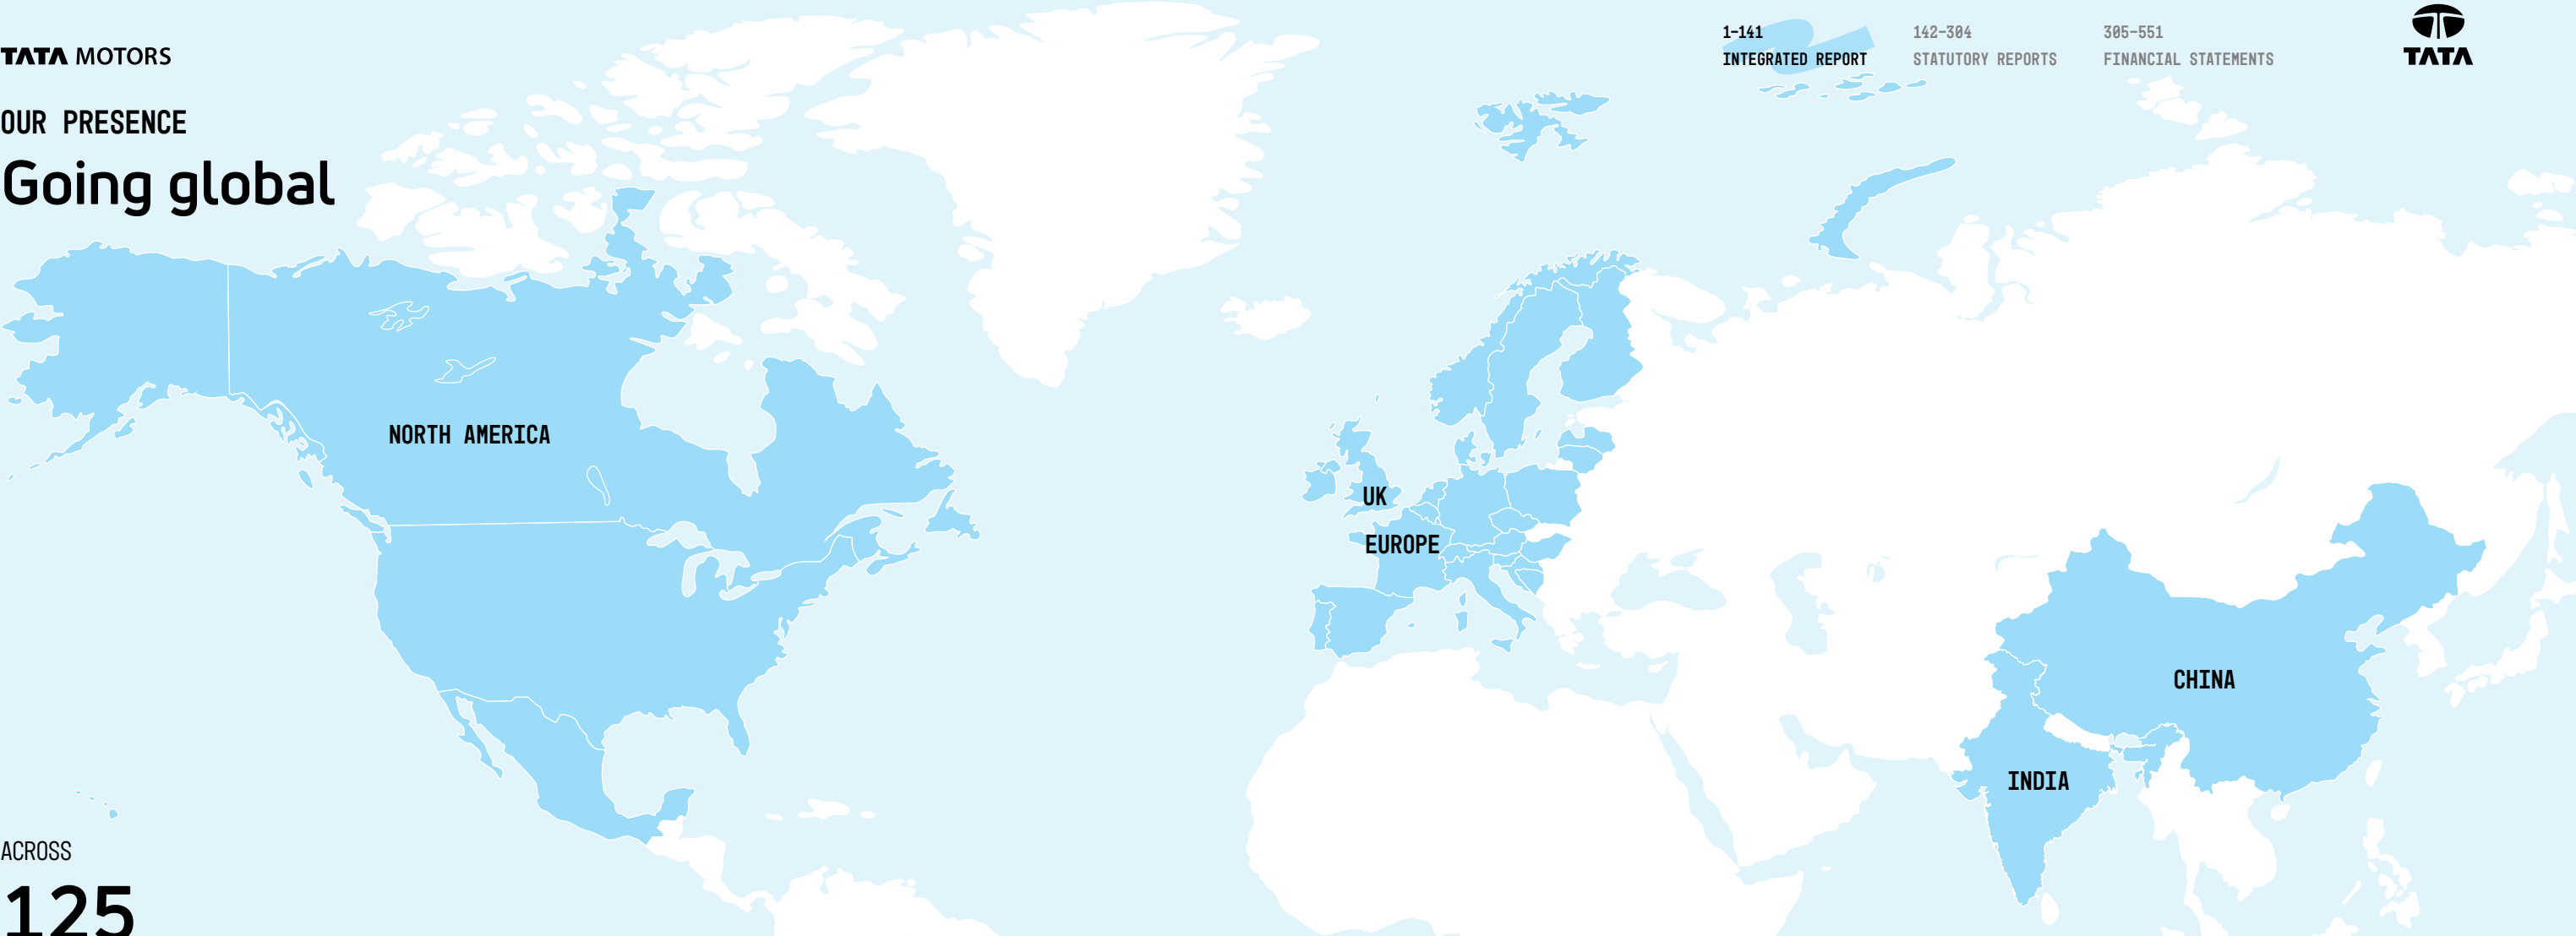 TATA MOTORS
1-141
INTEGRATED REPORT
142-304
STATUTORY REPORTS
305-551
FINANCIAL STATEMENTS
TATA
OUR PRESENCE
Going global
NORTH AMERICA
UK
EUROPE
CHINA
INDIA
ACROSS
125